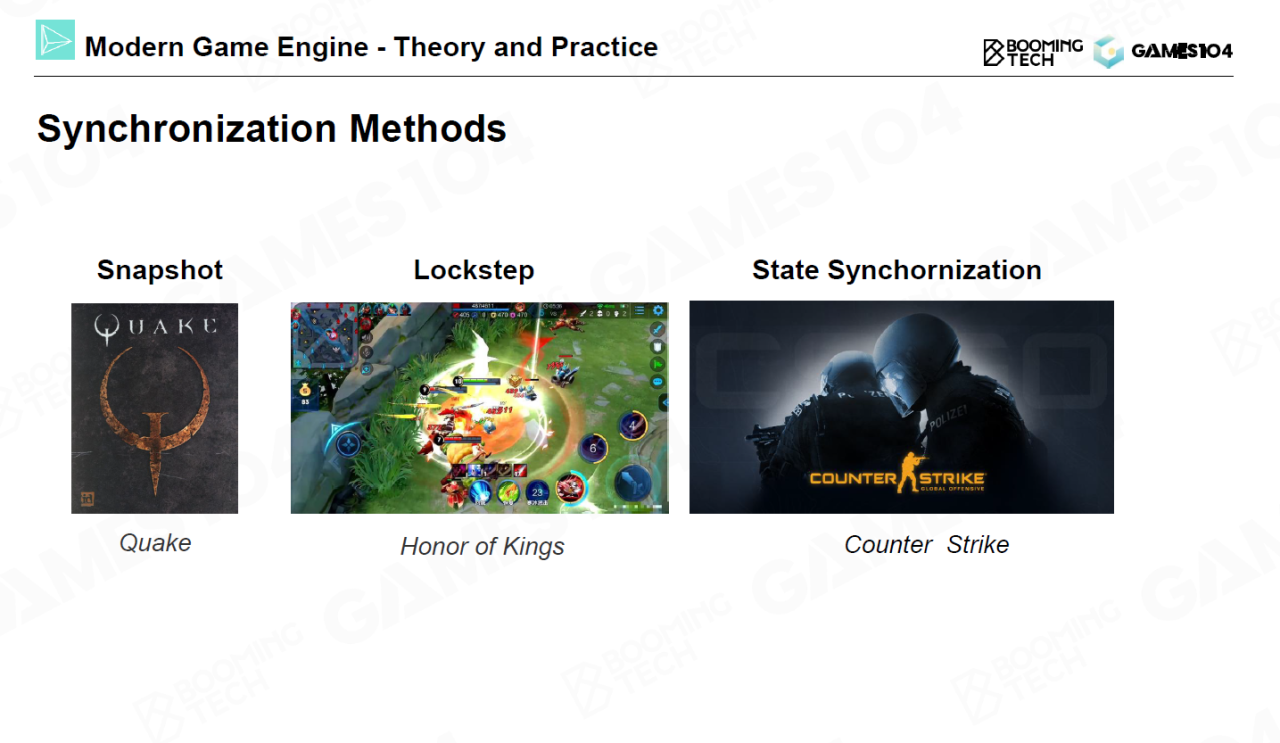 Modern Game Engine - Theory and Practice
BOOMING
TECH
GAMES104
Synchronization Methods
Snapshot
Lockstep
State Synchornization
QUAKE
POLIZEI
COUNTER STRIKE
GLOBAL OFFENSIVE
Quake
Honor of Kings
Counter Strike